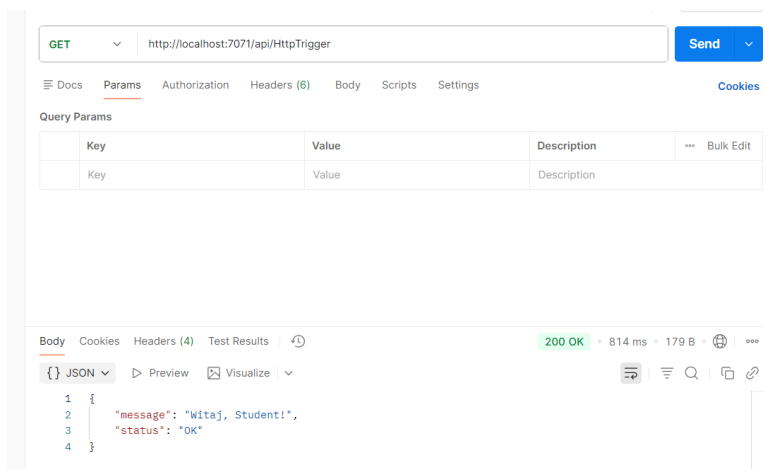 GET http://localhost:7071/api/HttpTrigger Send
Docs Params Authorization Headers (6) Body Scripts Settings Cookies
Query Params
Key Value Description Bulk Edit
Key Value Description
Body Cookies Headers (4) Test Results 200 OK 814 ms 179 B
{} JSON Preview Visualize
1 {
2 "message": "Witaj, Student!",
3 "status": "OK"
4 }